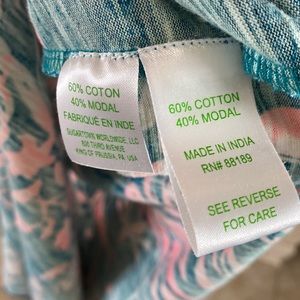 60% COTTON
40% MODAL
FABRIQUÉ EN INDE
SUGARTOWN WORLDWIDE, LLC
800 THIRD AVENUE
KING OF PRUSSIA, PA USA
60% COTTON
40% MODAL
MADE IN INDIA
RN# 88189
SEE REVERSE
FOR CARE